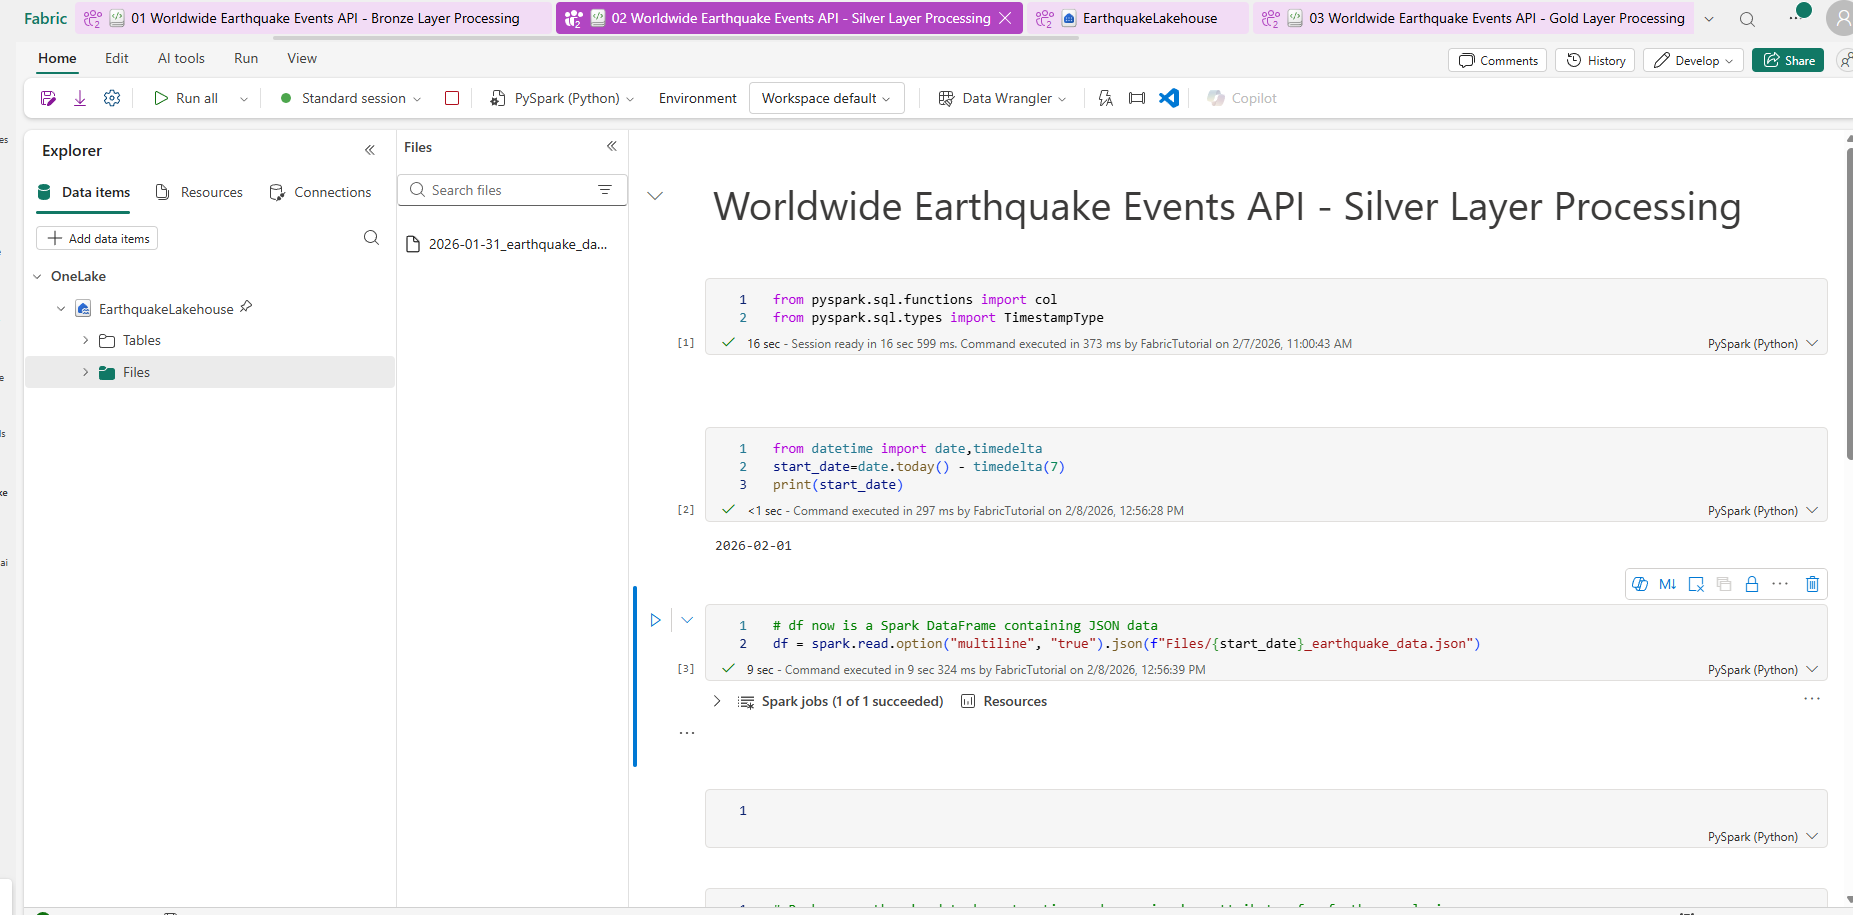 Fabric
01 Worldwide Earthquake Events API - Bronze Layer Processing
02 Worldwide Earthquake Events API - Silver Layer Processing
EarthquakeLakehouse
03 Worldwide Earthquake Events API - Gold Layer Processing
Home Edit AI tools Run View
Comments History Develop Share
Run all Standard session PySpark (Python) Environment Workspace default Data Wrangler Copilot
Explorer
Data items Resources Connections
Add data items
OneLake
EarthquakeLakehouse
Tables
Files
Files
Search files
2026-01-31_earthquake_da...
Worldwide Earthquake Events API - Silver Layer Processing
1 from pyspark.sql.functions import col
2 from pyspark.sql.types import TimestampType
[1] 16 sec - Session ready in 16 sec 599 ms. Command executed in 373 ms by FabricTutorial on 2/7/2026, 11:00:43 AM PySpark (Python)
1 from datetime import date,timedelta
2 start_date=date.today() - timedelta(7)
3 print(start_date)
[2] <1 sec - Command executed in 297 ms by FabricTutorial on 2/8/2026, 12:56:28 PM PySpark (Python)
2026-02-01
M↓ ...
1 # df now is a Spark DataFrame containing JSON data
2 df = spark.read.option("multiline", "true").json(f"Files/{start_date}_earthquake_data.json")
[3] 9 sec - Command executed in 9 sec 324 ms by FabricTutorial on 2/8/2026, 12:56:39 PM PySpark (Python)
Spark jobs (1 of 1 succeeded) Resources ...
...
1
PySpark (Python)